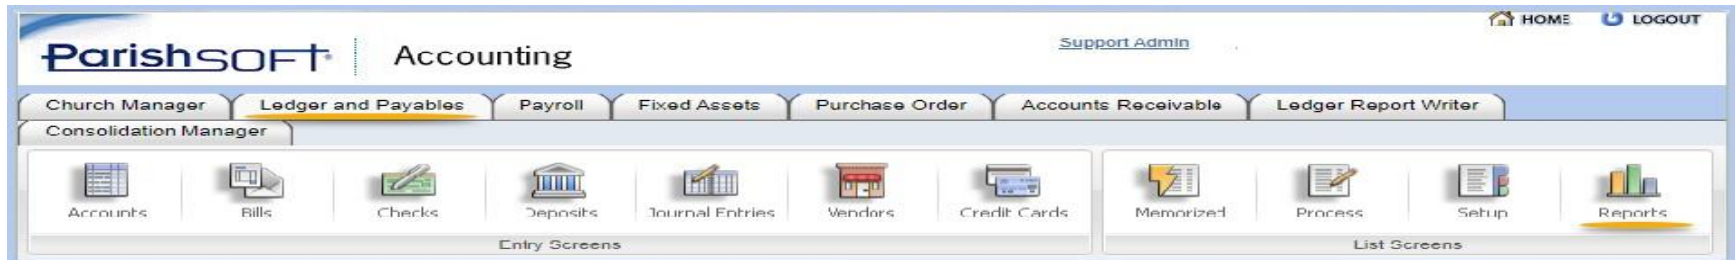 HOME LOGOUT
ParishSOFT Accounting Support Admin
Church Manager Ledger and Payables Payroll Fixed Assets Purchase Order Accounts Receivable Ledger Report Writer
Consolidation Manager
Accounts Bills Checks Deposits Journal Entries Vendors Credit Cards Memorized Process Setup Reports
Entry Screens List Screens